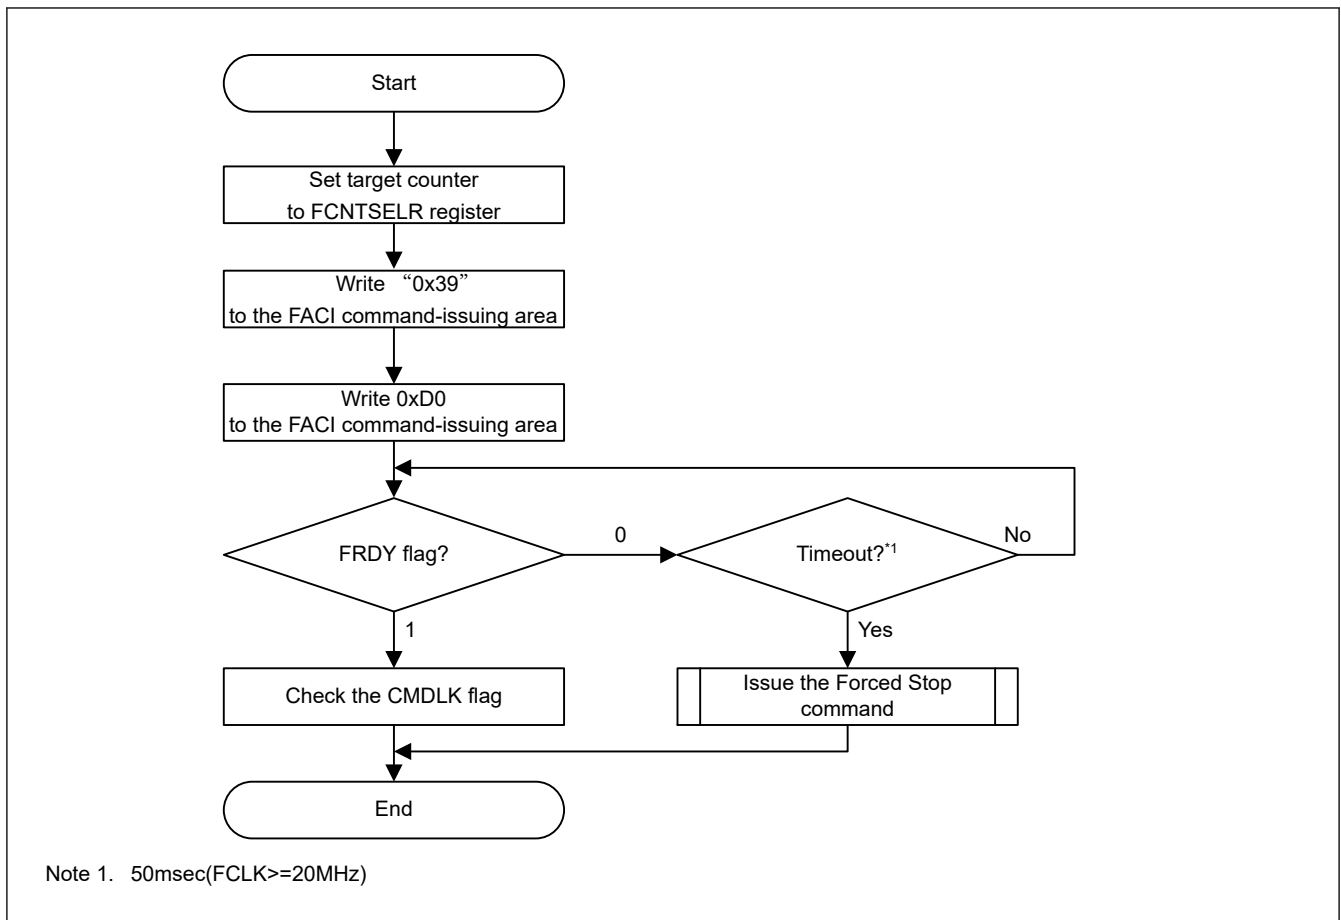 Start
Set target counter
to FCNTSELR register
Write “0x39”
to the FACI command-issuing area
Write 0xD0
to the FACI command-issuing area
FRDY flag?
0
Timeout?*1
No
1
Yes
Check the CMDLK flag
Issue the Forced Stop
command
End
Note 1. 50msec(FCLK>=20MHz)